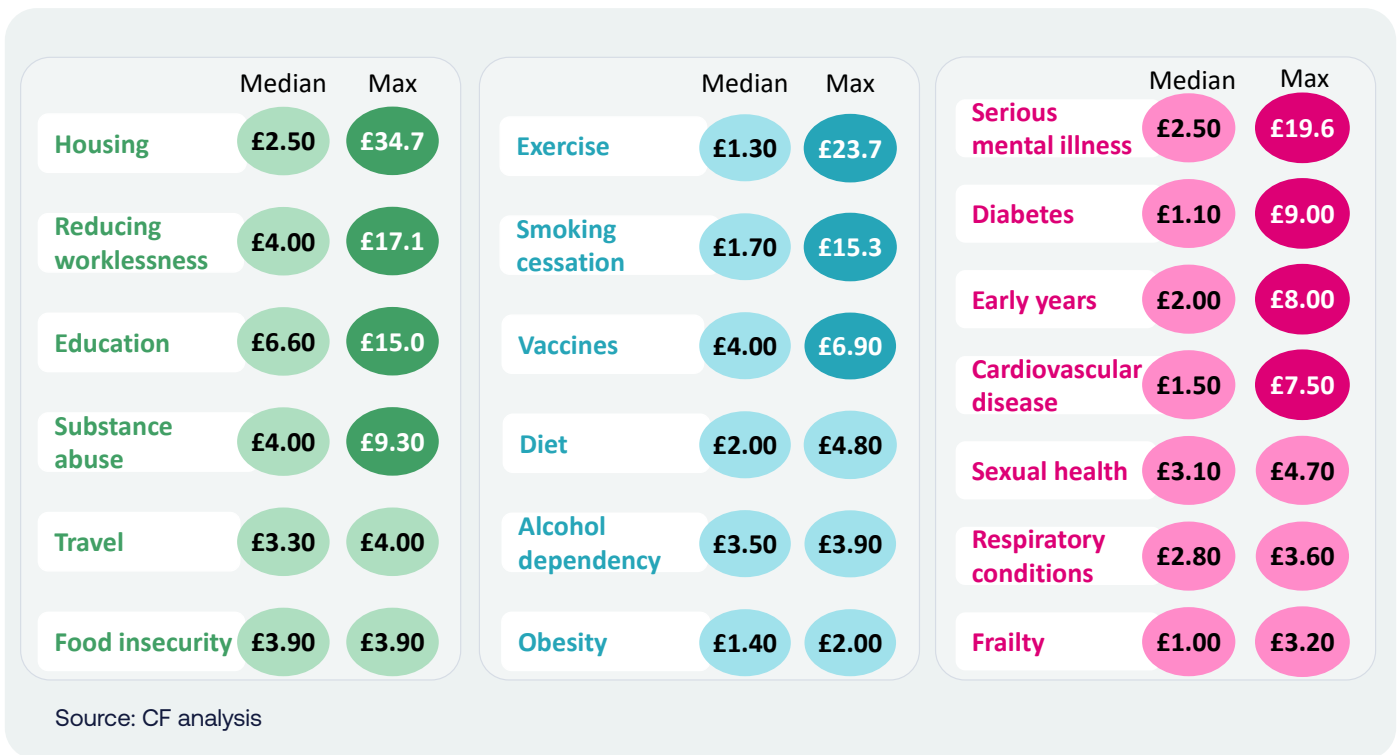 Median Max
Housing £2.50 £34.7
Reducing
worklessness £4.00 £17.1
Education £6.60 £15.0
Substance
abuse £4.00 £9.30
Travel £3.30 £4.00
Food insecurity £3.90 £3.90
Median Max
Exercise £1.30 £23.7
Smoking
cessation £1.70 £15.3
Vaccines £4.00 £6.90
Diet £2.00 £4.80
Alcohol
dependency £3.50 £3.90
Obesity £1.40 £2.00
Median Max
Serious
mental illness £2.50 £19.6
Diabetes £1.10 £9.00
Early years £2.00 £8.00
Cardiovascular
disease £1.50 £7.50
Sexual health £3.10 £4.70
Respiratory
conditions £2.80 £3.60
Frailty £1.00 £3.20
Source: CF analysis